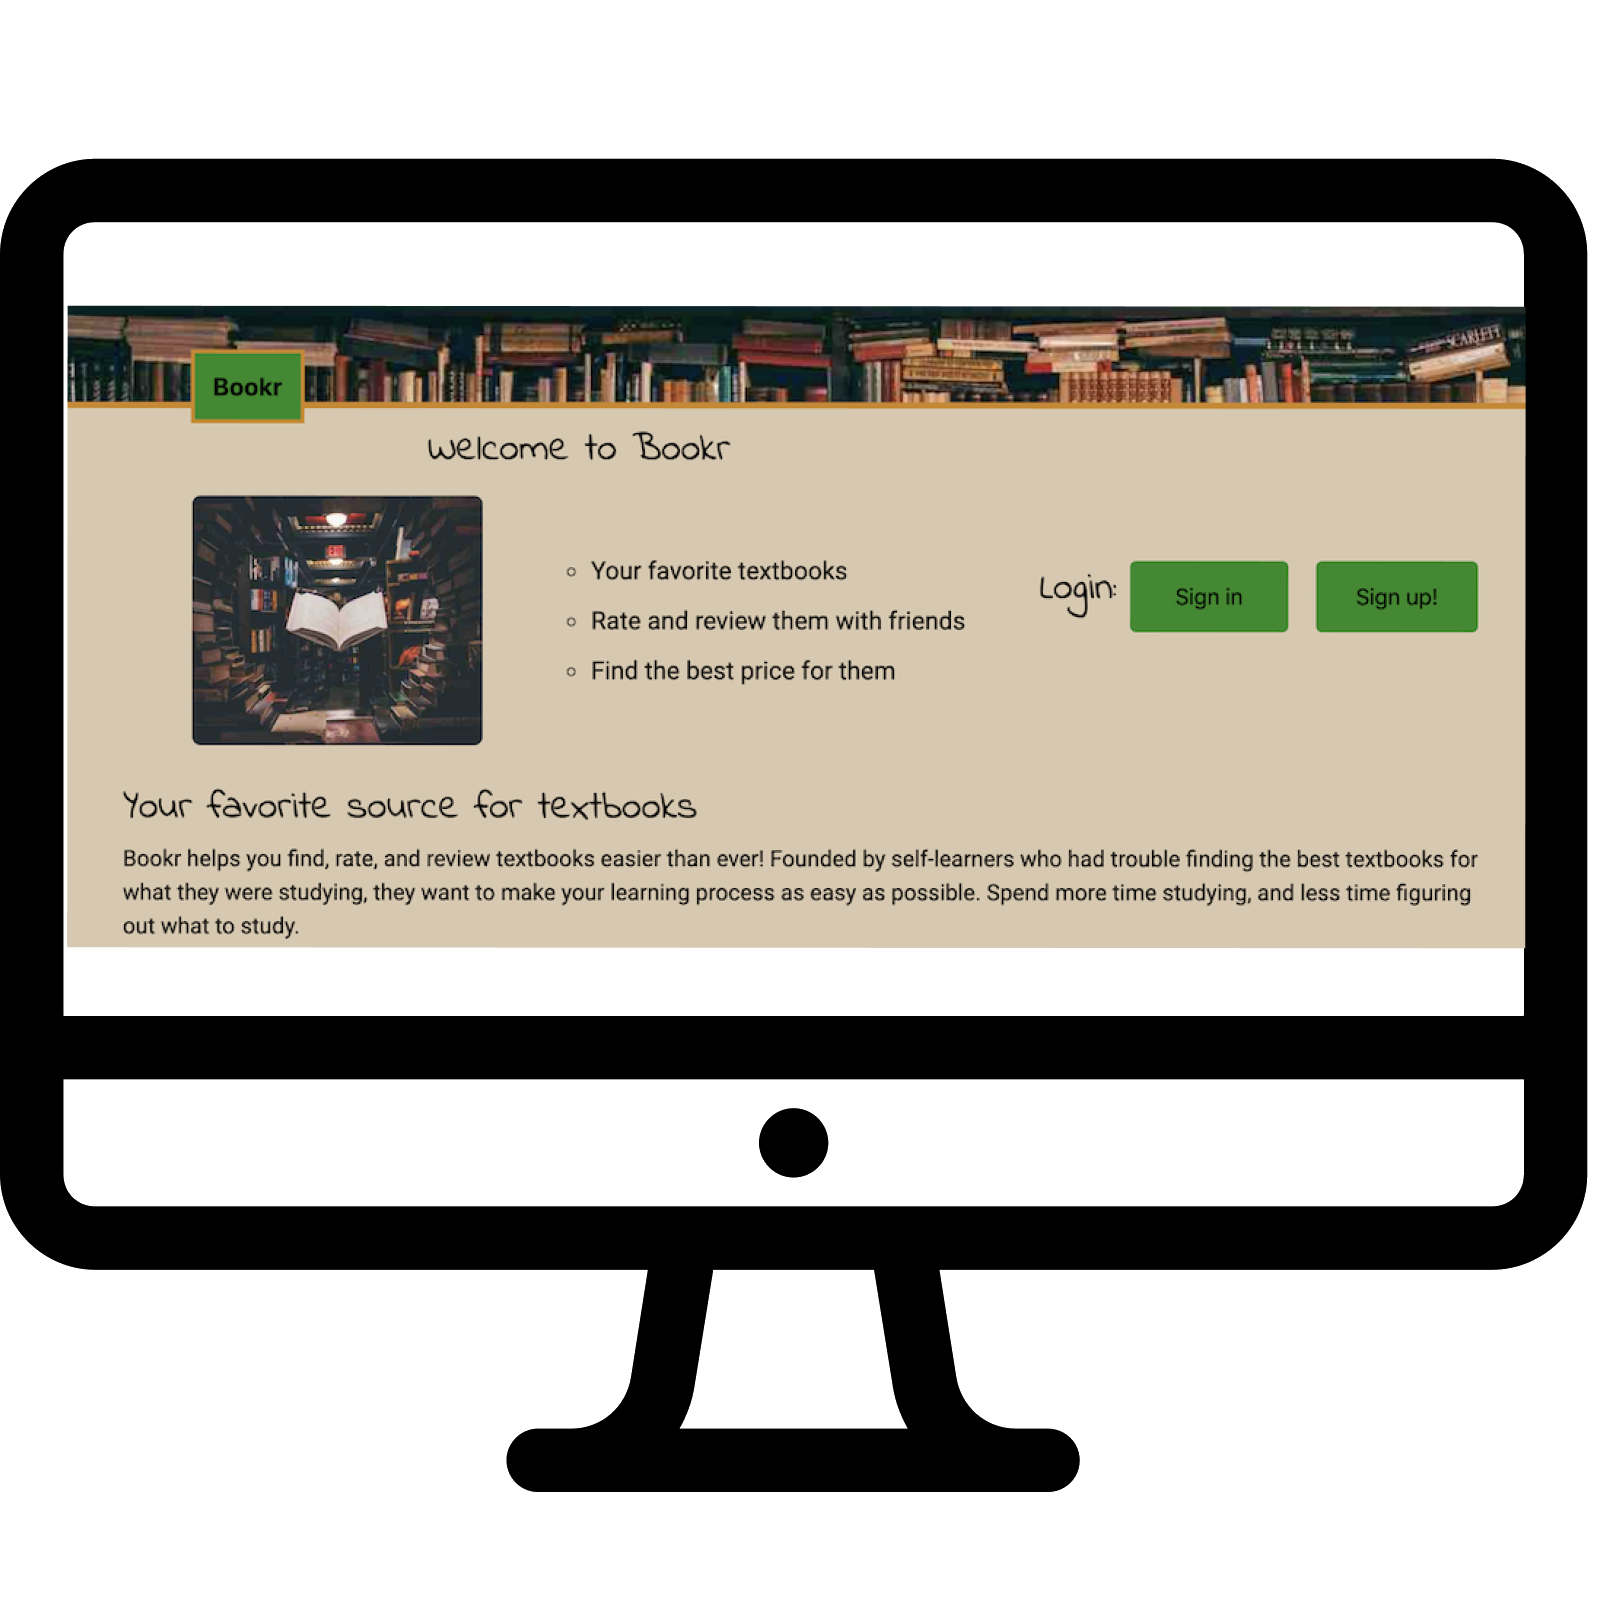 SCARLETT
Bookr
Welcome to Bookr
EXIT
Your favorite textbooks
Rate and review them with friends
Find the best price for them
Login:
Sign in
Sign up!
Your favorite source for textbooks
Bookr helps you find, rate, and review textbooks easier than ever! Founded by self-learners who had trouble finding the best textbooks for
what they were studying, they want to make your learning process as easy as possible. Spend more time studying, and less time figuring
out what to study.